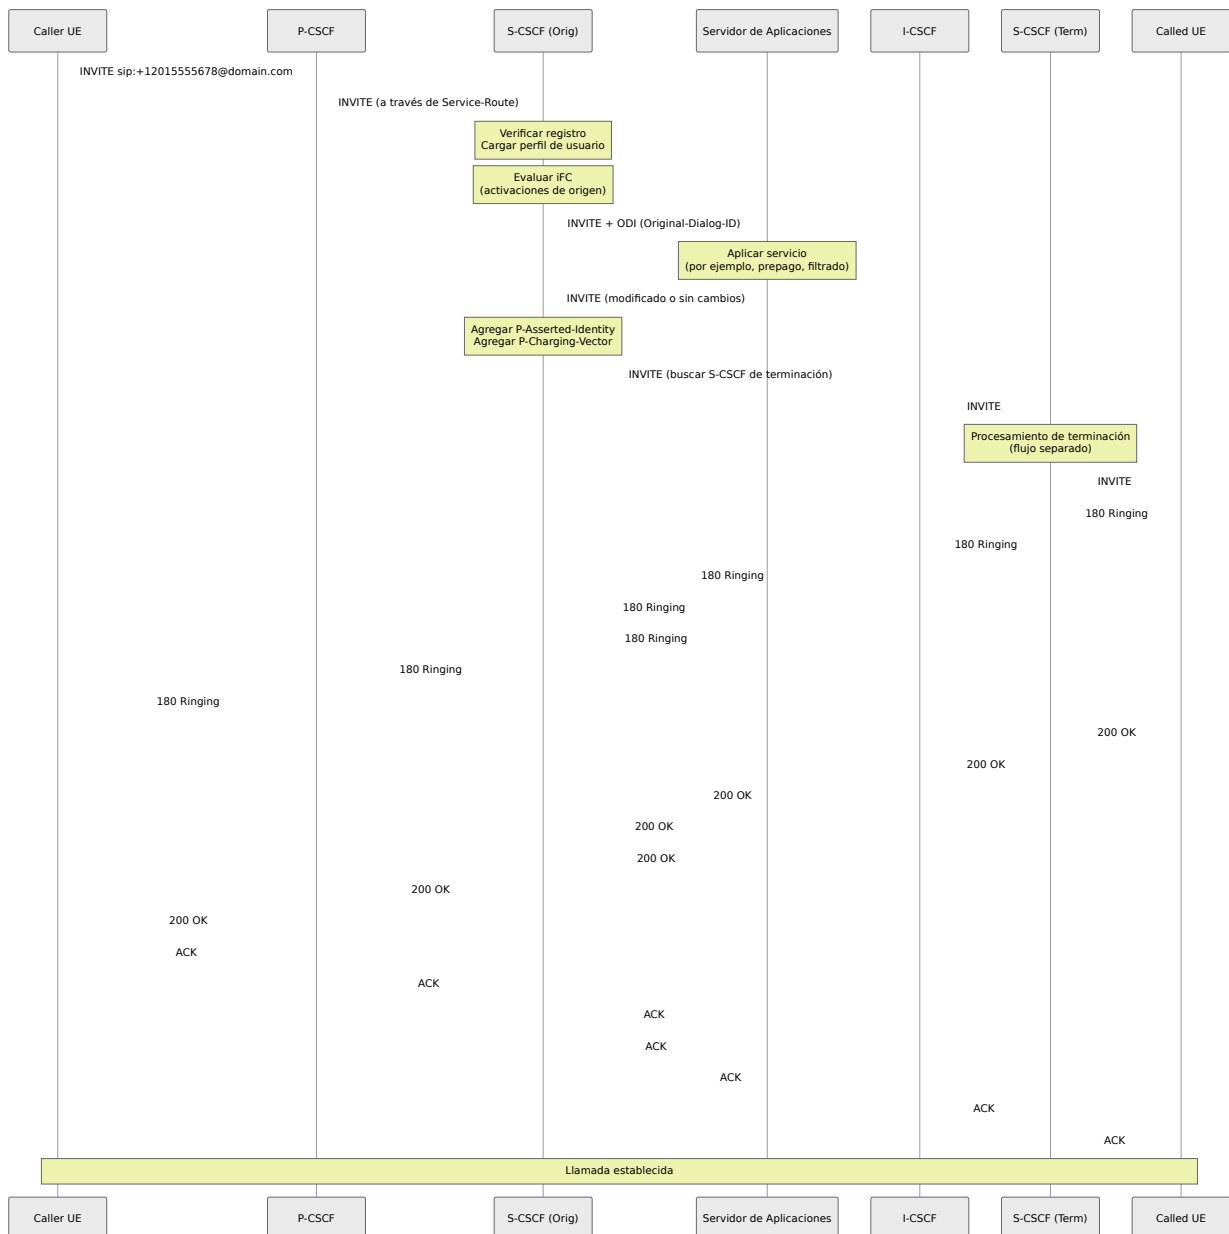 Caller UE
P-CSCF
S-CSCF (Orig)
Servidor de Aplicaciones
I-CSCF
S-CSCF (Term)
Called UE
INVITE sip:+12015555678@domain.com
INVITE (a través de Service-Route)
Verificar registro
Cargar perfil de usuario
Evaluar iFC
(activaciones de origen)
INVITE + ODI (Original-Dialog-ID)
Aplicar servicio
(por ejemplo, prepago, filtrado)
INVITE (modificado o sin cambios)
Agregar P-Asserted-Identity
Agregar P-Charging-Vector
INVITE (buscar S-CSCF de terminación)
INVITE
Procesamiento de terminación
(flujo separado)
INVITE
180 Ringing
180 Ringing
180 Ringing
180 Ringing
180 Ringing
180 Ringing
180 Ringing
200 OK
200 OK
200 OK
200 OK
200 OK
200 OK
200 OK
ACK
ACK
ACK
ACK
ACK
ACK
ACK
Llamada establecida
Caller UE
P-CSCF
S-CSCF (Orig)
Servidor de Aplicaciones
I-CSCF
S-CSCF (Term)
Called UE